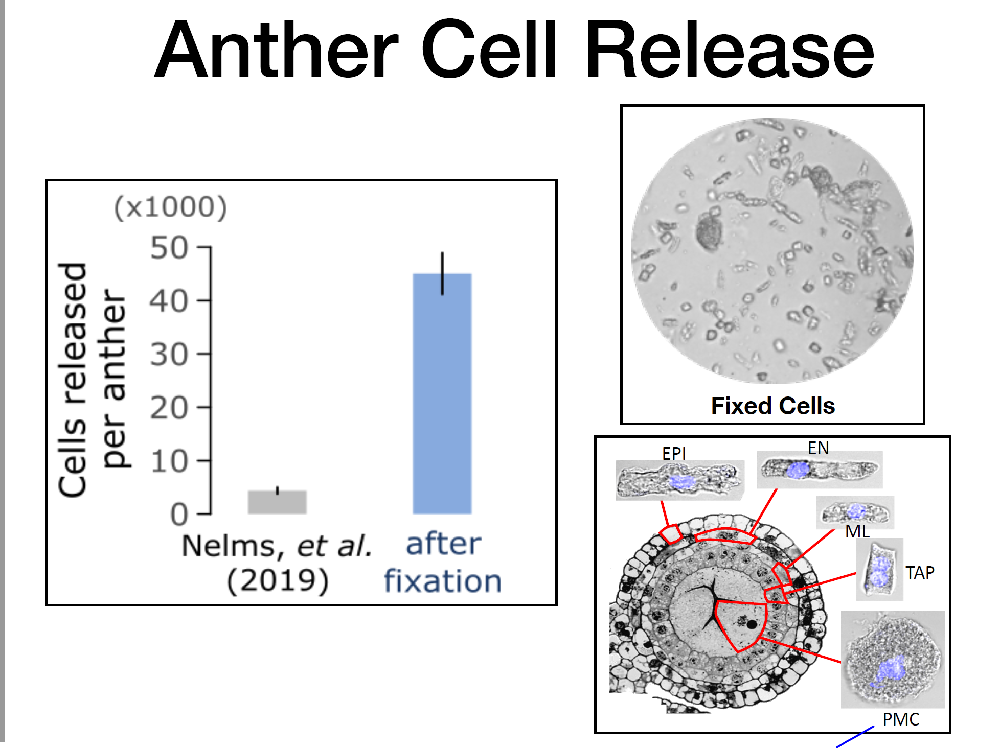 Anther Cell Release
(x1000)
Cells released
per anther
50
40
30
20
10
0
Nelms, et al.
(2019)
after
fixation
Fixed Cells
EPI
EN
ML
TAP
PMC